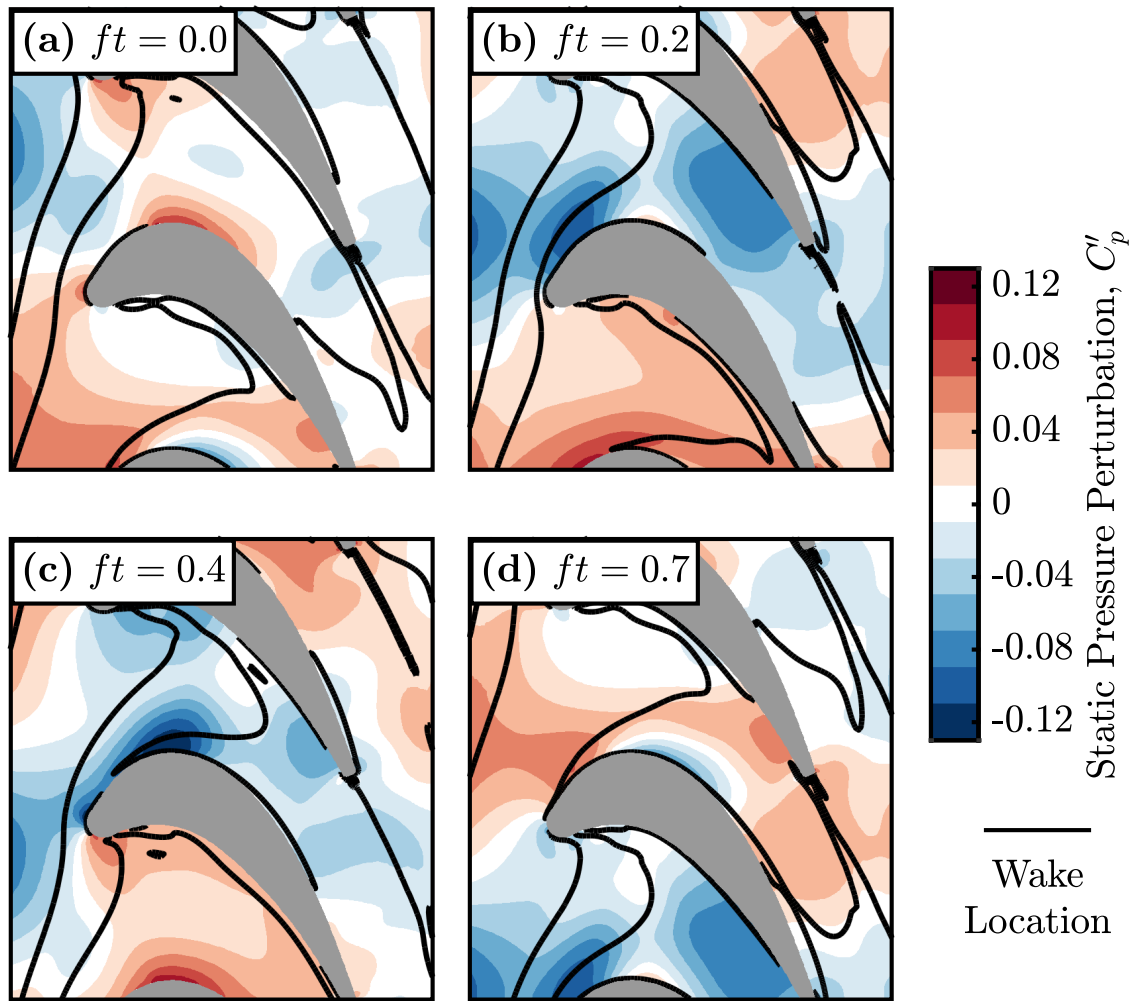 (a) ft = 0.0
(b) ft = 0.2
(c) ft = 0.4
(d) ft = 0.7
0.12
0.08
0.04
0
-0.04
-0.08
-0.12
Static Pressure Perturbation, C′p
Wake
Location